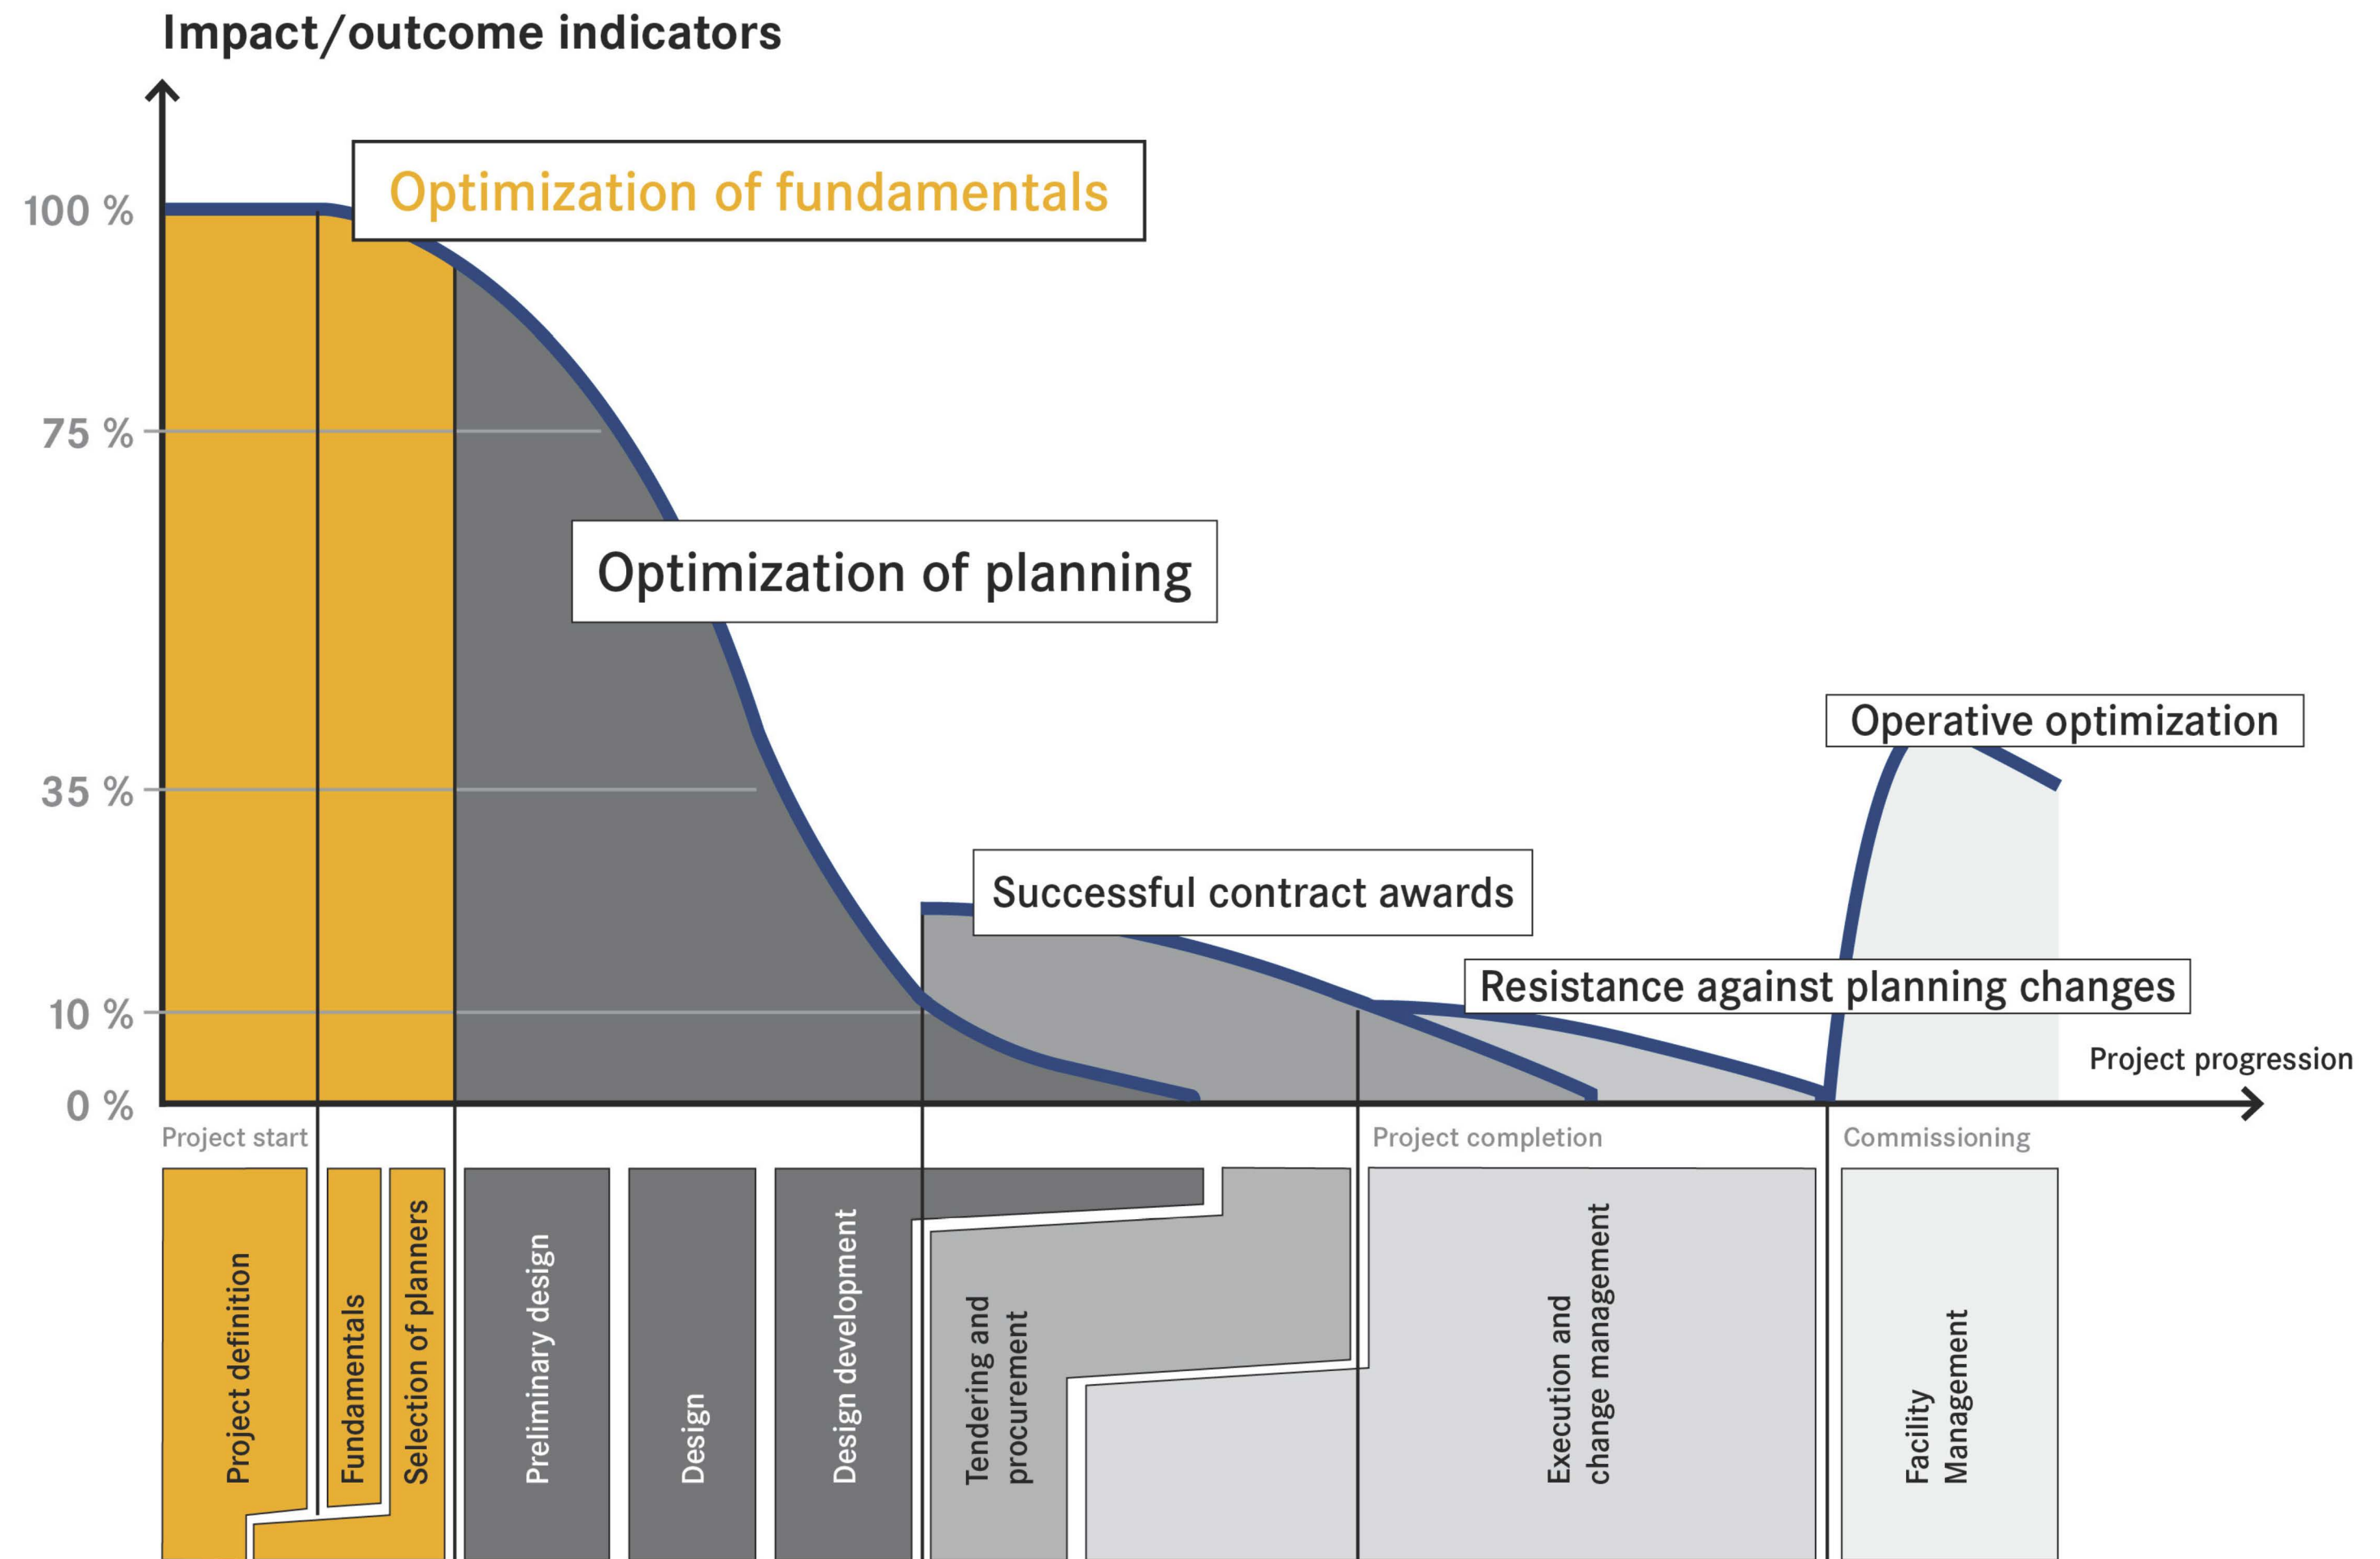 Impact/outcome indicators
100 %
Optimization of fundamentals
75 %
Optimization of planning
Operative optimization
35 %
Successful contract awards
Resistance against planning changes
10 %
Project progression
0 %
Project start
Project completion
Commissioning
Project definition
Fundamentals
Selection of planners
Preliminary design
Design
Design development
Tendering and
procurement
Execution and
change management
Facility
Management